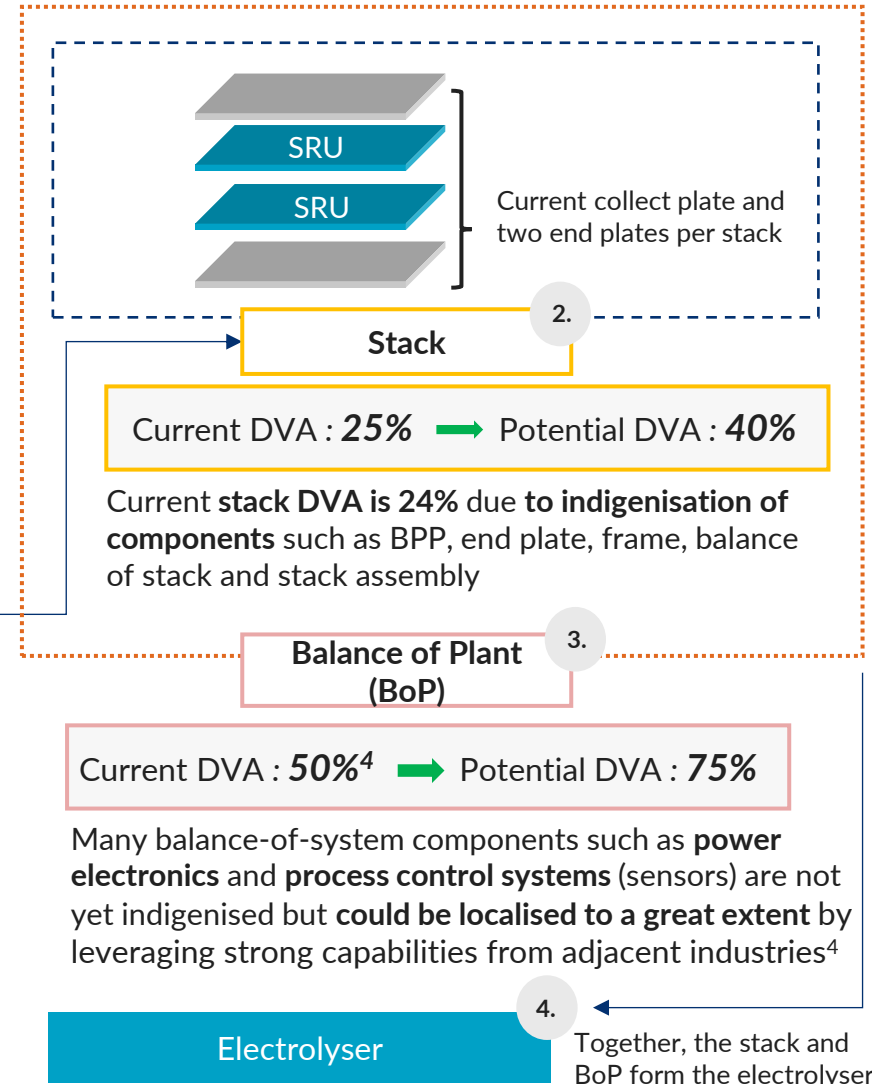 SRU
SRU
Current collect plate and
two end plates per stack
2.
Stack
Current DVA : 25% Potential DVA : 40%
Current stack DVA is 24% due to indigenisation of
components such as BPP, end plate, frame, balance
of stack and stack assembly
3.
Balance of Plant
(BoP)
Current DVA : 50%⁴ Potential DVA : 75%
Many balance-of-system components such as power
electronics and process control systems (sensors) are not
yet indigenised but could be localised to a great extent by
leveraging strong capabilities from adjacent industries⁴
4.
Electrolyser
Together, the stack and
BoP form the electrolyser